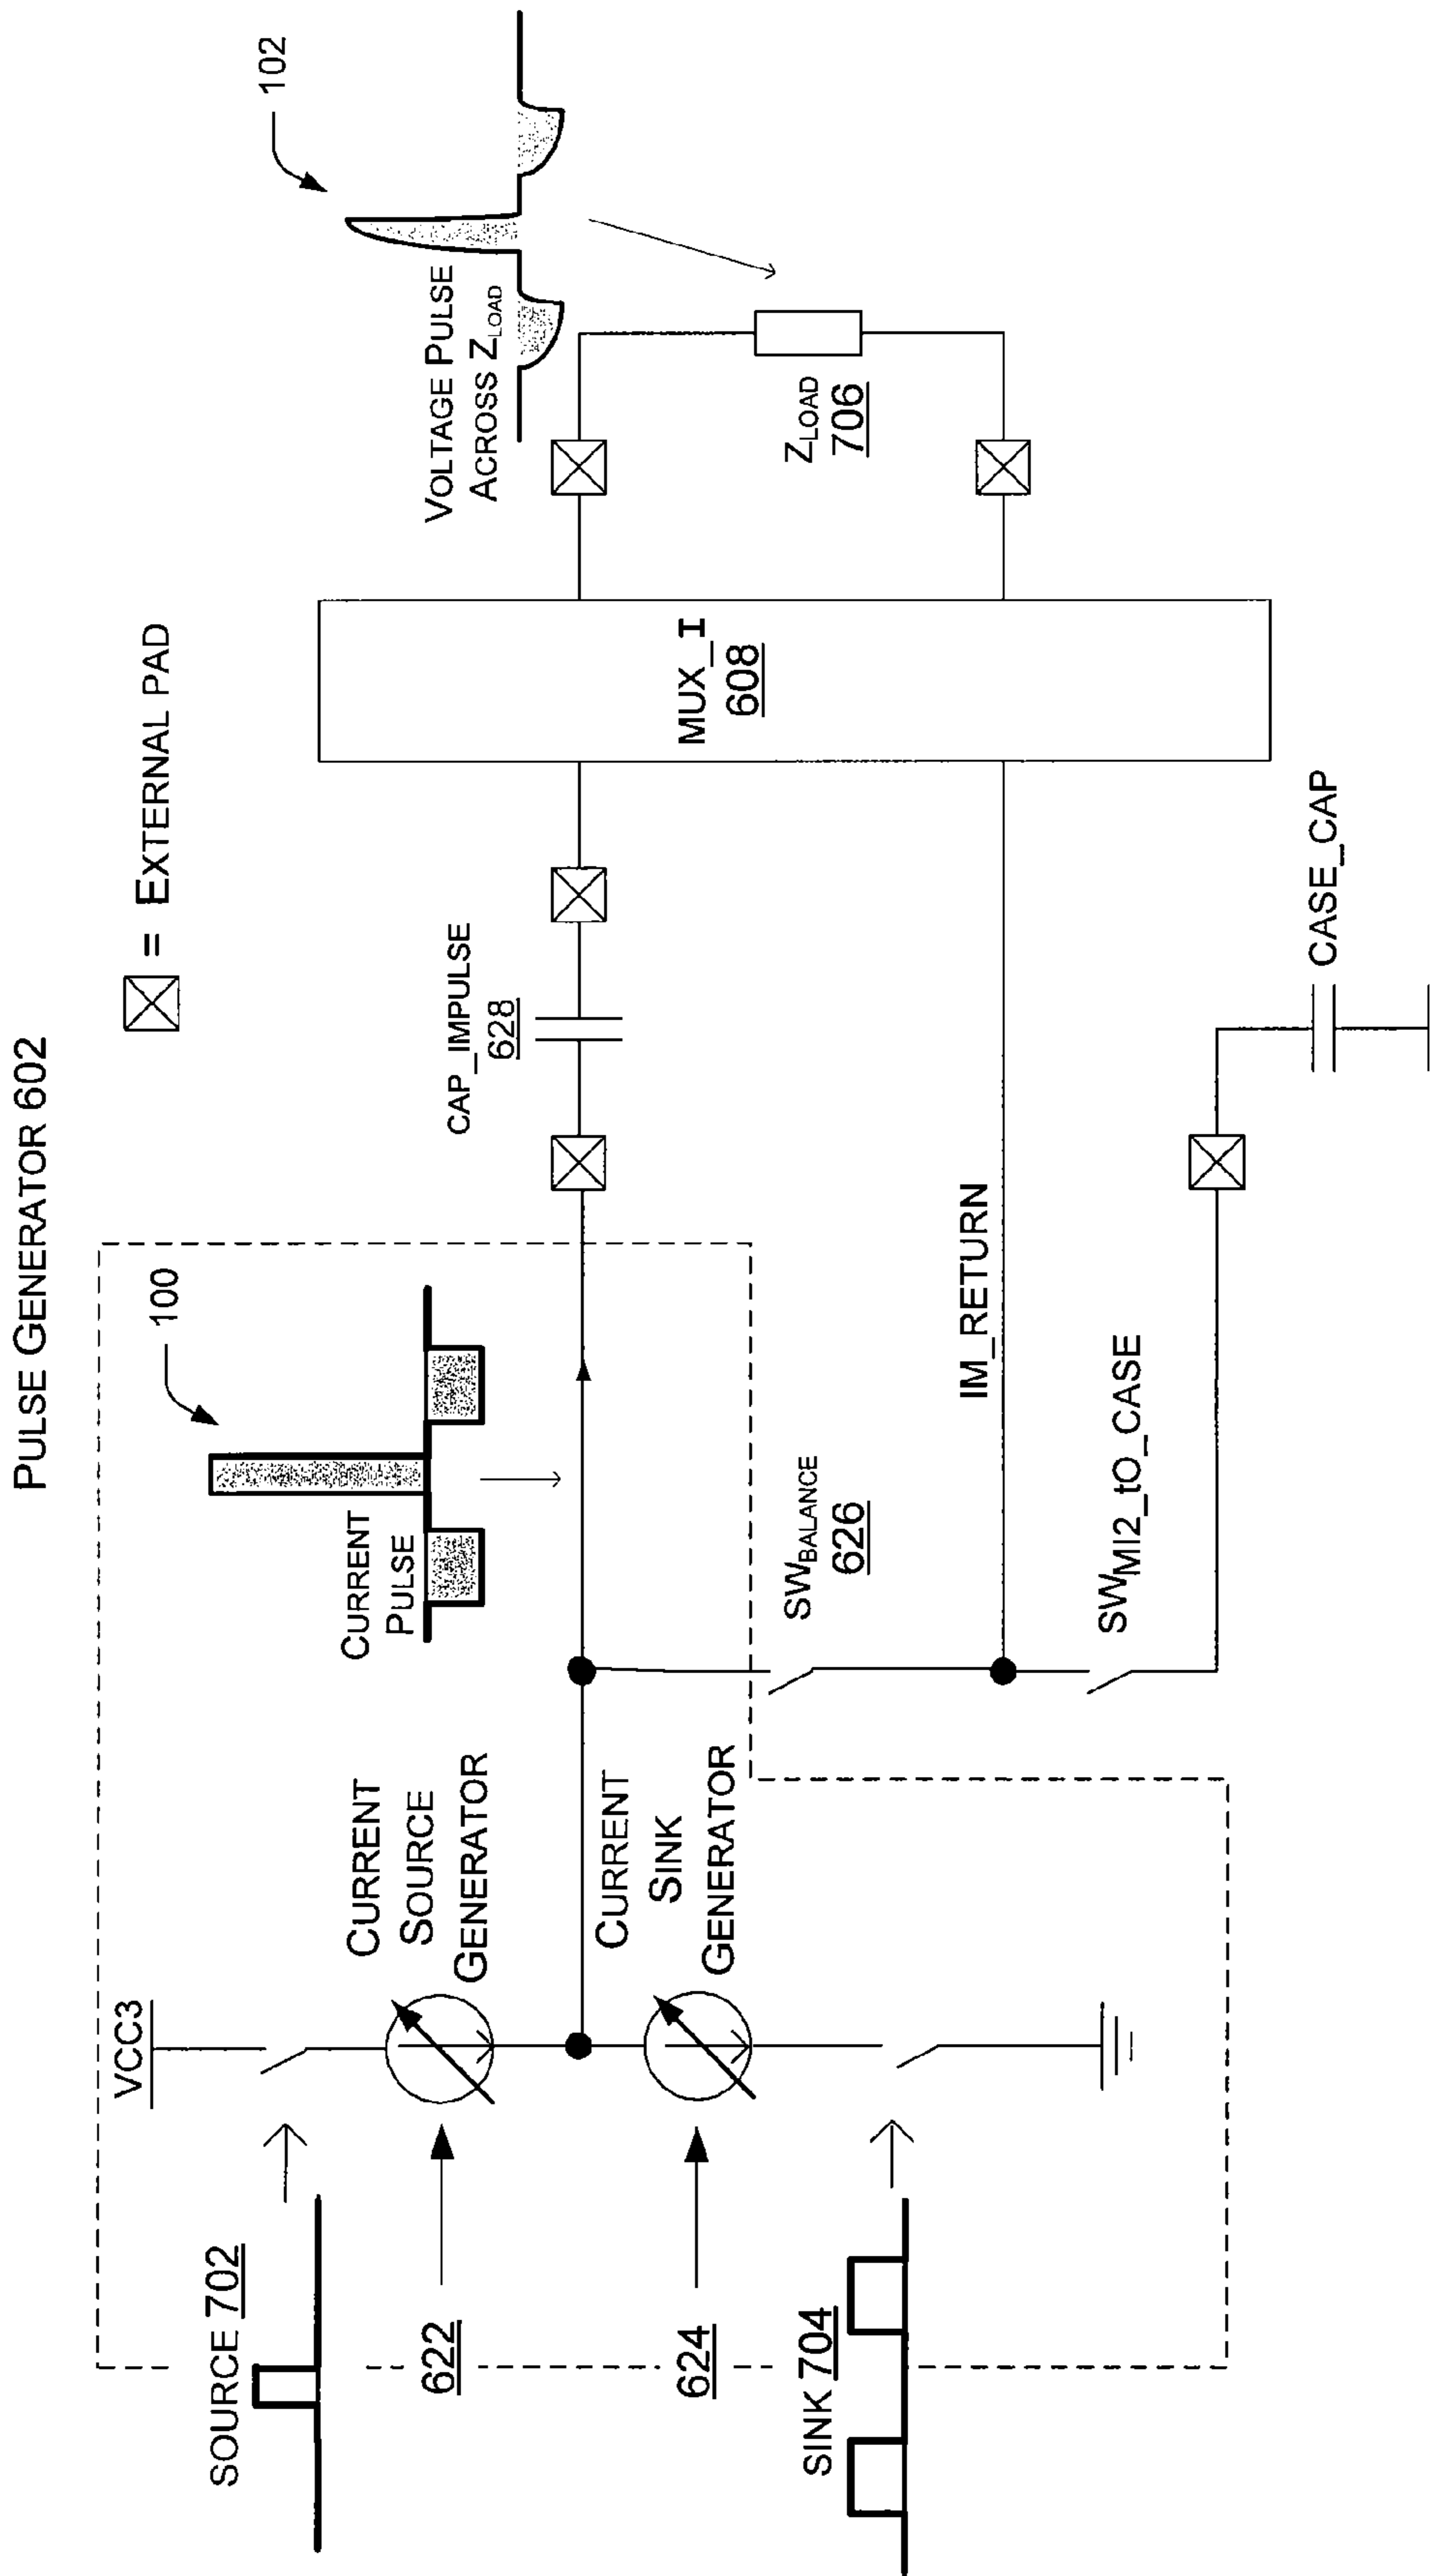 PULSE GENERATOR 602
= EXTERNAL PAD
100
102
VCC3
SOURCE 702
CURRENT
SOURCE
GENERATOR
622
CURRENT
PULSE
CAP_IMPULSE
628
VOLTAGE PULSE
ACROSS ZLOAD
CURRENT
SINK
GENERATOR
624
SINK 704
SWBALANCE
626
IM_RETURN
MUX_I
608
ZLOAD
706
SWMI2_tO_CASE
CASE_CAP